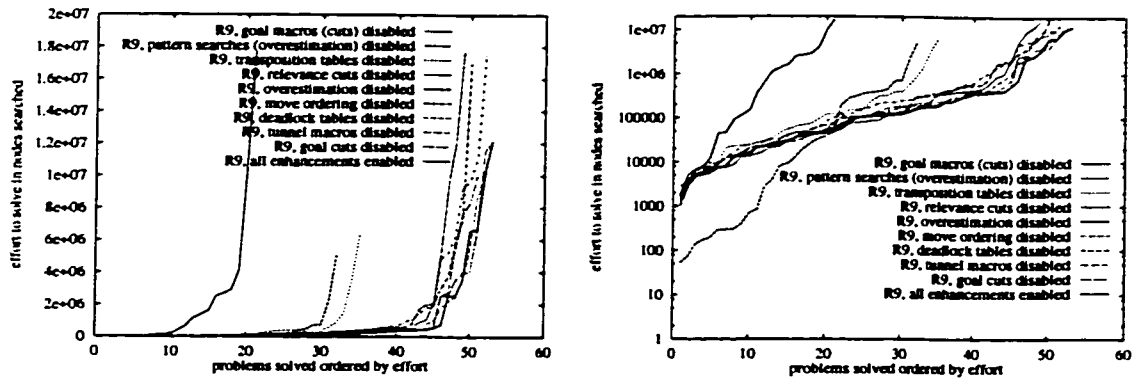 2e+07
1.8e+07
1.6e+07
1.4e+07
1.2e+07
1e+07
8e+06
6e+06
4e+06
2e+06
0
effort to solve in nodes searched
R9, goal macros (cuts) disabled
R9, pattern searches (overestimation) disabled
R9, transposition tables disabled
R9, relevance cuts disabled
R9, overestimation disabled
R9, move ordering disabled
R9, deadlock tables disabled
R9, tunnel macros disabled
R9, goal cuts disabled
R9, all enhancements enabled
0 10 20 30 40 50 60
problems solved ordered by effort
1e+07
1e+06
100000
10000
1000
100
10
1
effort to solve in nodes searched
R9, goal macros (cuts) disabled
R9, pattern searches (overestimation) disabled
R9, transposition tables disabled
R9, relevance cuts disabled
R9, overestimation disabled
R9, move ordering disabled
R9, deadlock tables disabled
R9, tunnel macros disabled
R9, goal cuts disabled
R9, all enhancements enabled
0 10 20 30 40 50 60
problems solved ordered by effort